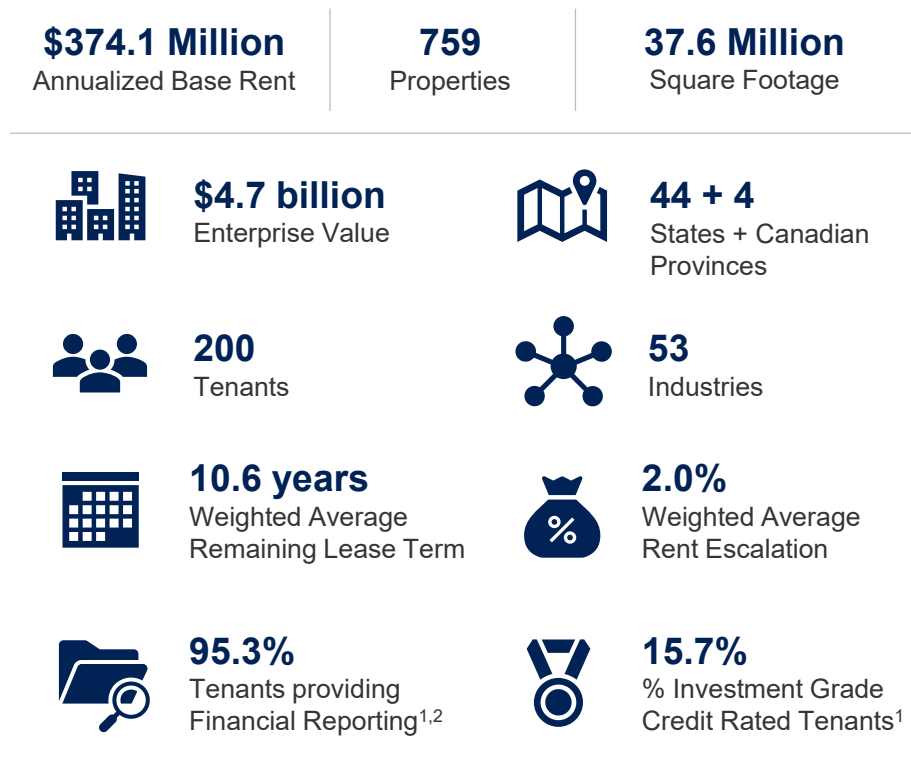 $374.1 Million
Annualized Base Rent
759
Properties
37.6 Million
Square Footage
$4.7 billion
Enterprise Value
44 + 4
States + Canadian
Provinces
200
Tenants
53
Industries
10.6 years
Weighted Average
Remaining Lease Term
%
2.0%
Weighted Average
Rent Escalation
95.3%
Tenants providing
Financial Reporting¹,²
15.7%
% Investment Grade
Credit Rated Tenants¹